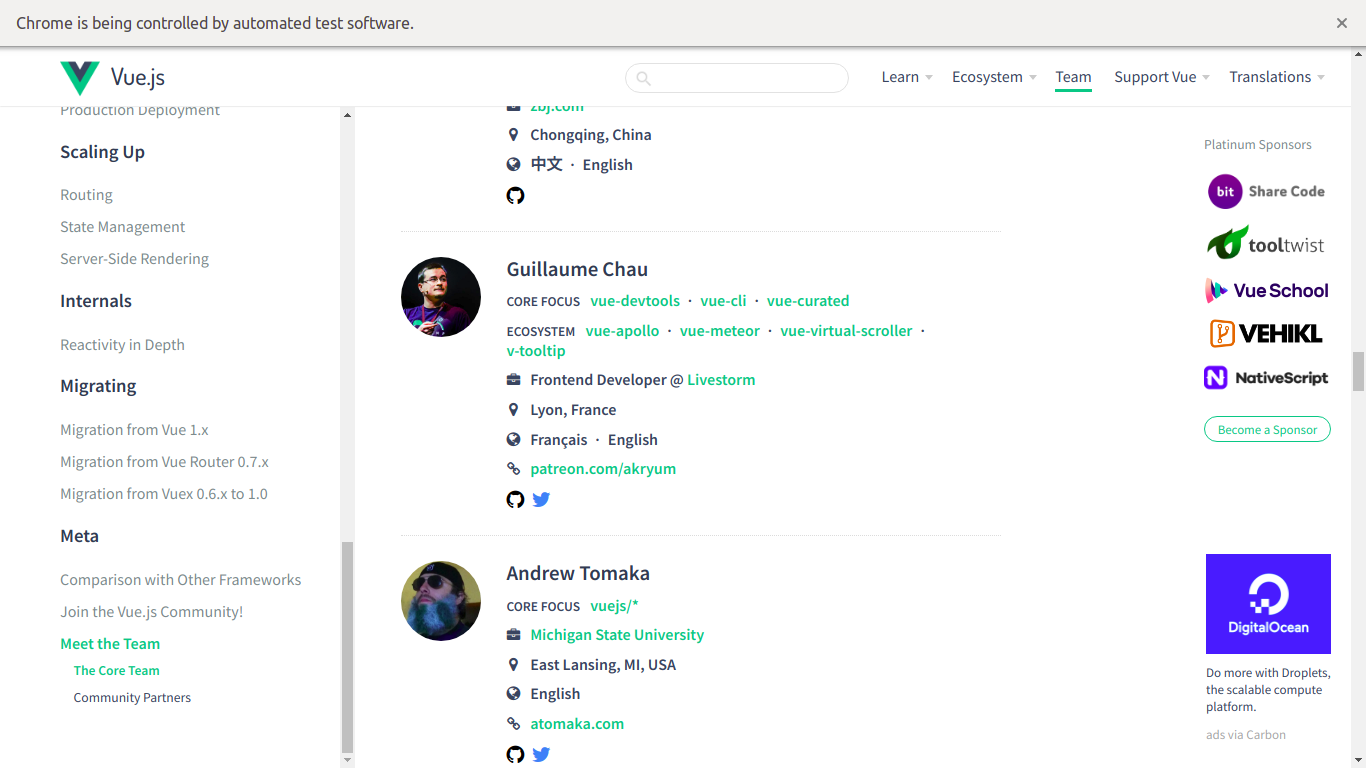 Chrome is being controlled by automated test software.
Vue.js
Learn
Ecosystem
Team
Support Vue
Translations
Production Deployment
Scaling Up
Routing
State Management
Server-Side Rendering
Internals
Reactivity in Depth
Migrating
Migration from Vue 1.x
Migration from Vue Router 0.7.x
Migration from Vuex 0.6.x to 1.0
Meta
Comparison with Other Frameworks
Join the Vue.js Community!
Meet the Team
The Core Team
Community Partners
zbj.com
Chongqing, China
中文 · English
Guillaume Chau
CORE FOCUS vue-devtools · vue-cli · vue-curated
ECOSYSTEM vue-apollo · vue-meteor · vue-virtual-scroller ·
v-tooltip
Frontend Developer @ Livestorm
Lyon, France
Français · English
patreon.com/akryum
Andrew Tomaka
CORE FOCUS vuejs/*
Michigan State University
East Lansing, MI, USA
English
atomaka.com
Platinum Sponsors
bit Share Code
tooltwist
Vue School
VEHIKL
N NativeScript
Become a Sponsor
DigitalOcean
Do more with Droplets,
the scalable compute
platform.
ads via Carbon